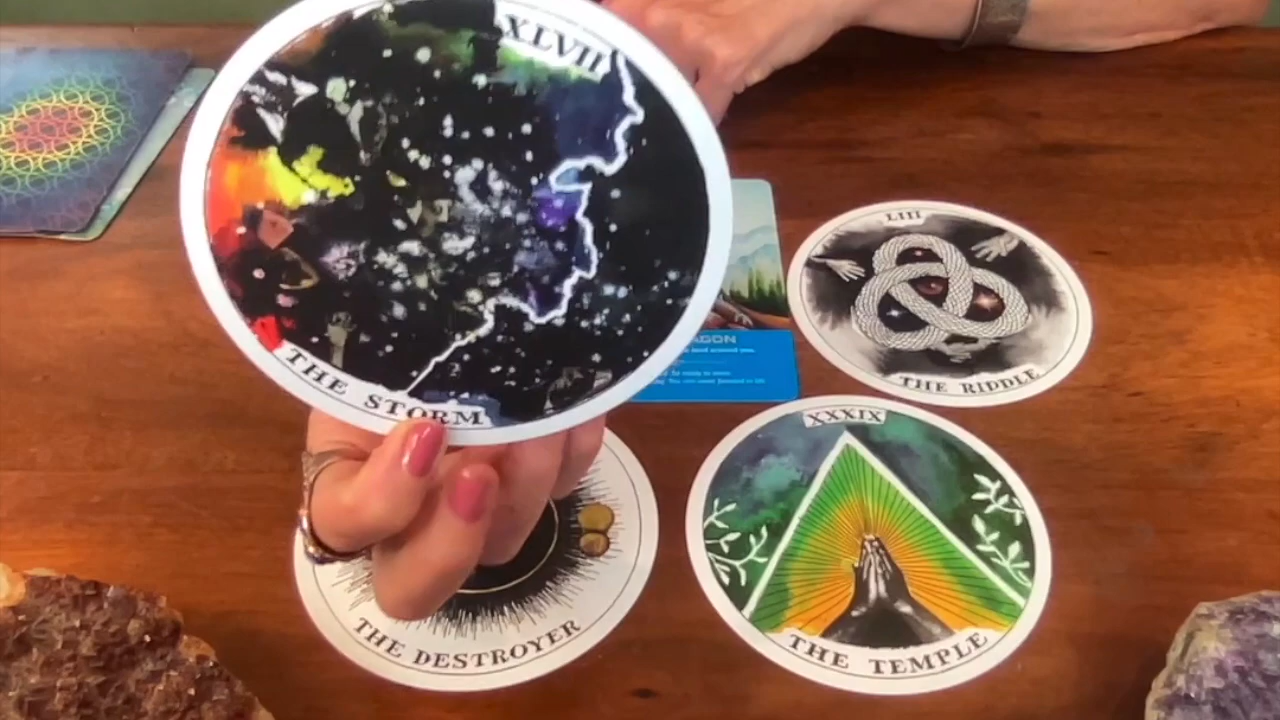 XLVII
THE STORM
AGON
LIII
THE RIDDLE
THE DESTROYER
XXXIX
THE TEMPLE